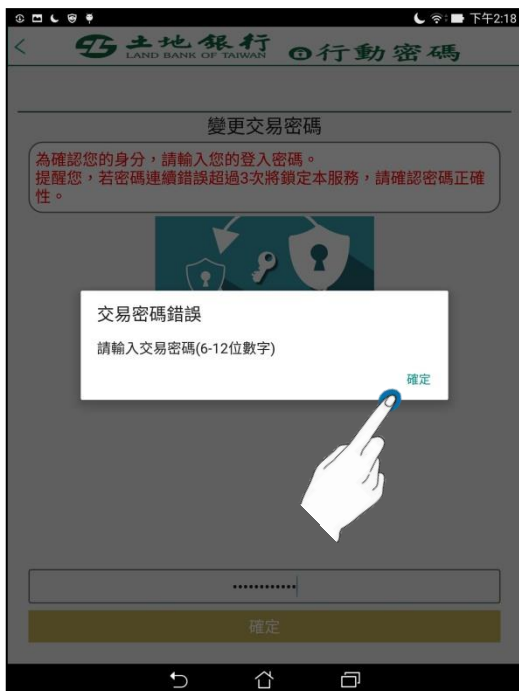 下午2:18
土地銀行
LAND BANK OF TAIWAN
行動密碼
變更交易密碼
為確認您的身分，請輸入您的登入密碼。
提醒您，若密碼連續錯誤超過3次將鎖定本服務，請確認密碼正確
性。
交易密碼錯誤
請輸入交易密碼(6-12位數字)
確定
••••••••••••
確定